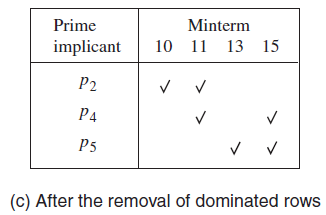 Prime Minterm
implicant 10 11 13 15
p2 ✓ ✓
p4 ✓ ✓
p5 ✓ ✓
(c) After the removal of dominated rows